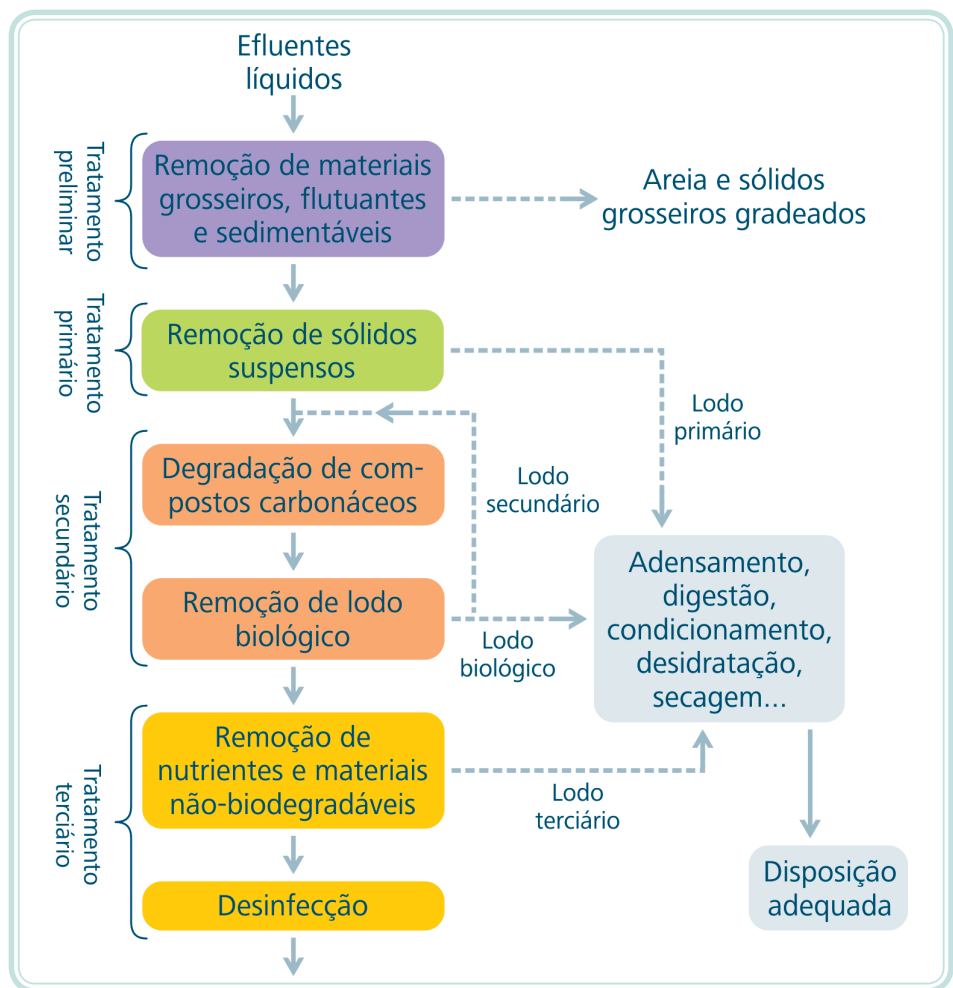 Efluentes
líquidos
Tratamento
preliminar
Remoção de materiais
grosseiros, flutuantes
e sedimentáveis
Areia e sólidos
grosseiros gradeados
Tratamento
primário
Remoção de sólidos
suspensos
Lodo
primário
Tratamento
secundário
Degradação de com-
postos carbonáceos
Lodo
secundário
Remoção de lodo
biológico
Lodo
biológico
Adensamento,
digestão,
condicionamento,
desidratação,
secagem...
Tratamento
terciário
Remoção de
nutrientes e materiais
não-biodegradáveis
Lodo
terciário
Desinfecção
Disposição
adequada